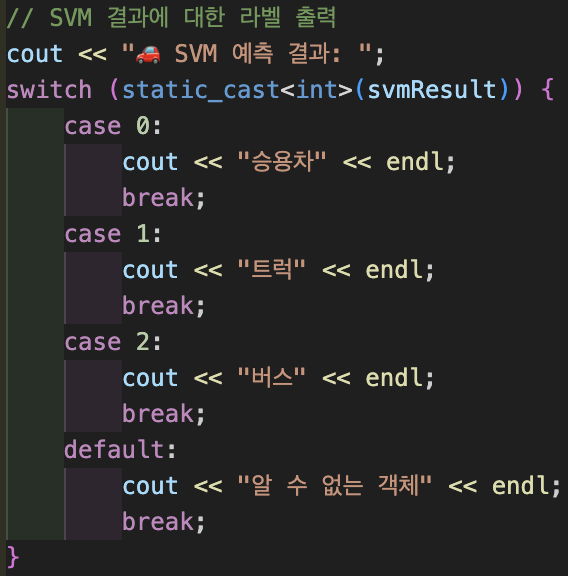 // SVM 결과에 대한 라벨 출력
cout << "🚗 SVM 예측 결과: ";
switch (static_cast<int>(svmResult)) {
    case 0:
        cout << "승용차" << endl;
        break;
    case 1:
        cout << "트럭" << endl;
        break;
    case 2:
        cout << "버스" << endl;
        break;
    default:
        cout << "알 수 없는 객체" << endl;
        break;
}